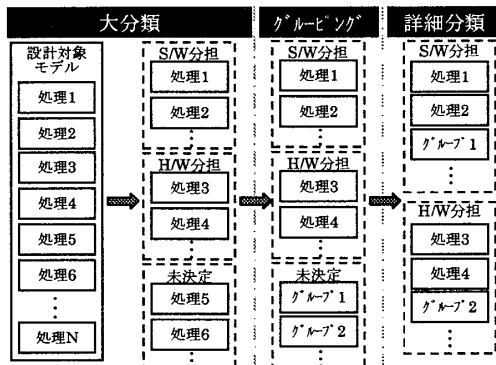 大分類
グルーピング
詳細分類
設計対象
モデル
処理1
処理2
処理3
処理4
処理5
処理6
⋮
処理N
S/W分担
処理1
処理2
⋮
H/W分担
処理3
処理4
⋮
未決定
処理5
処理6
⋮
S/W分担
処理1
処理2
⋮
H/W分担
処理3
処理4
⋮
未決定
グループ1
グループ2
⋮
S/W分担
処理1
処理2
グループ1
⋮
H/W分担
処理3
処理4
グループ2
⋮